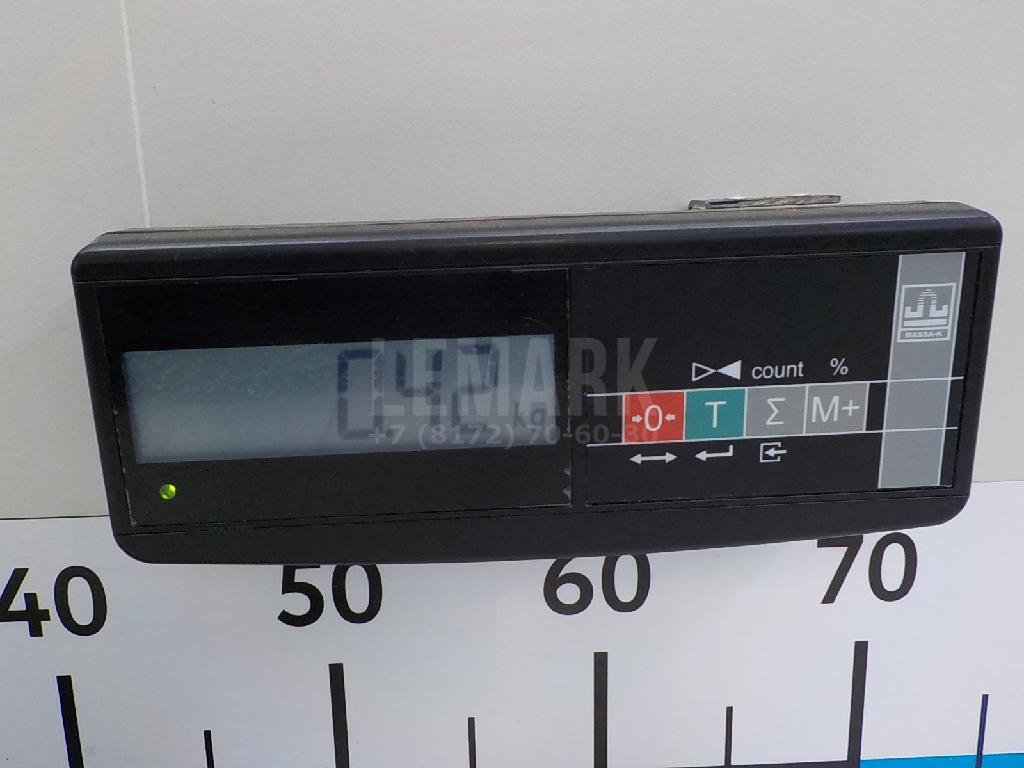 LEMARK
+7 (8172) 70-60-80
0.42 kg
MASSA-K
count %
→0← T Σ M+
40 50 60 70